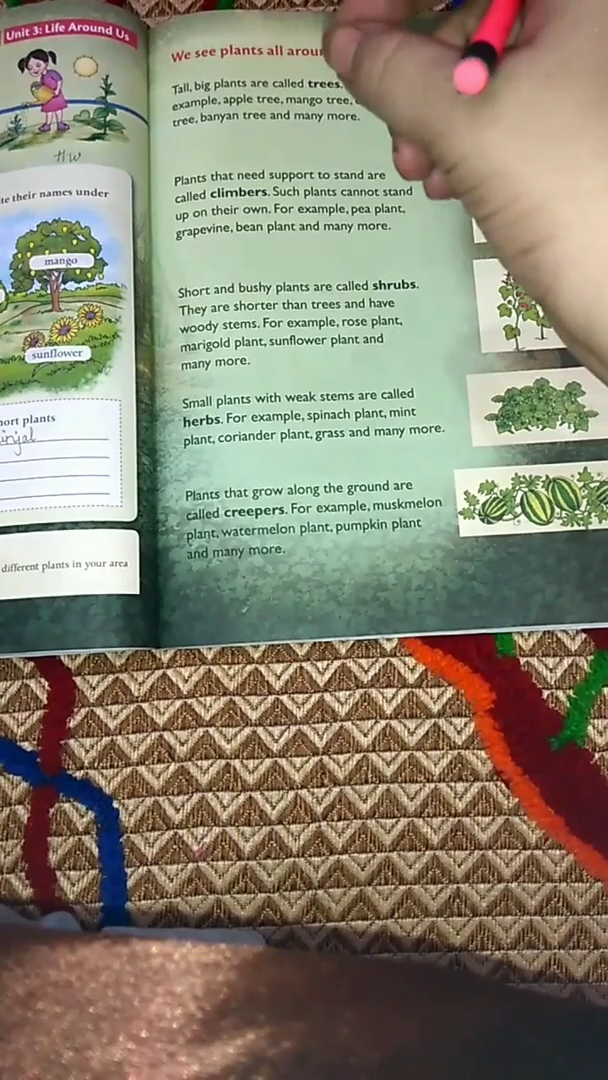 Unit 3: Life Around Us
HW
te their names under
mango
sunflower
ort plants
injal
different plants in your area
We see plants all
Tall, big plants are called trees.
example, apple tree, mango tree,
tree, banyan tree and many more.
Plants that need support to stand are
called climbers. Such plants cannot stand
up on their own. For example, pea plant,
grapevine, bean plant and many more.
Short and bushy plants are called shrubs.
They are shorter than trees and have
woody stems. For example, rose plant,
marigold plant, sunflower plant and
many more.
Small plants with weak stems are called
herbs. For example, spinach plant, mint
plant, coriander plant, grass and many more.
Plants that grow along the ground are
called creepers. For example, muskmelon
plant, watermelon plant, pumpkin plant
and many more.